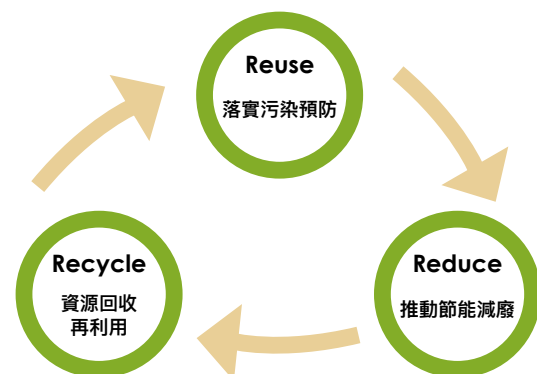 Reuse
落實污染預防
Recycle
資源回收
再利用
Reduce
推動節能減廢